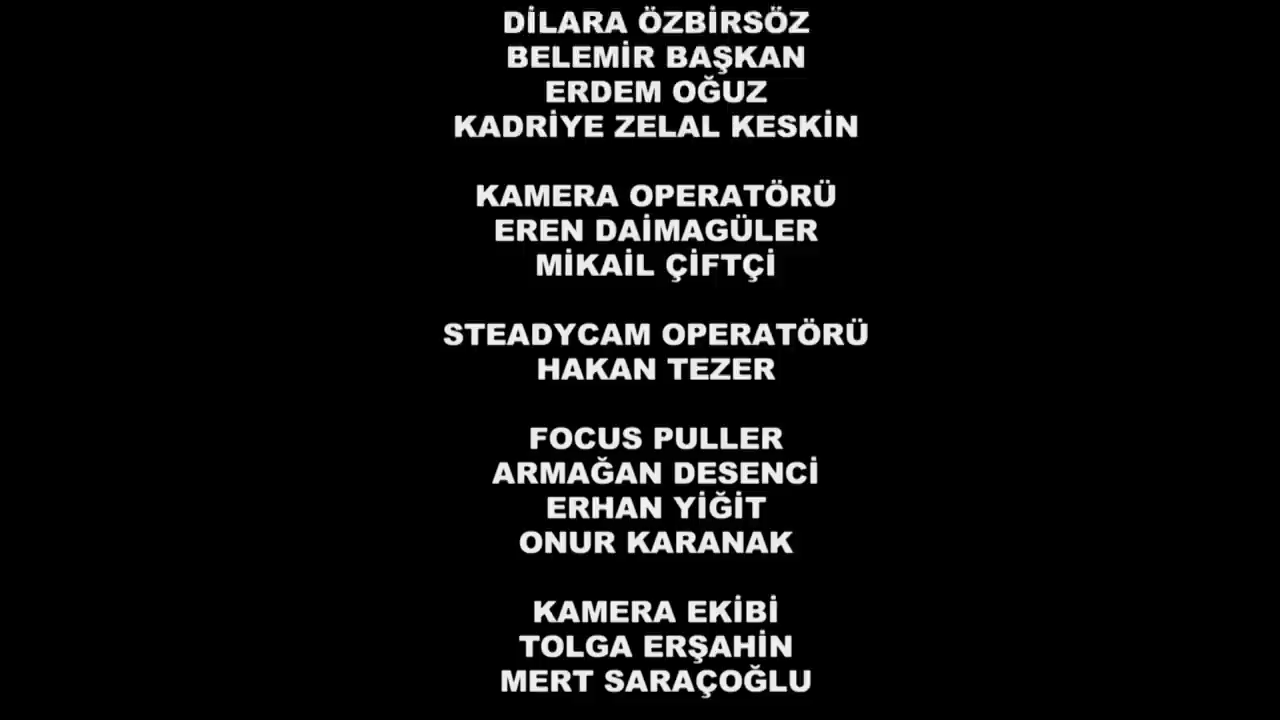 DİLARA ÖZBİRSÖZ
BELEMİR BAŞKAN
ERDEM OĞUZ
KADRİYE ZELAL KESKİN
KAMERA OPERATÖRÜ
EREN DAİMAGÜLER
MİKAİL ÇİFTÇİ
STEADYCAM OPERATÖRÜ
HAKAN TEZER
FOCUS PULLER
ARMAĞAN DESENCİ
ERHAN YİĞİT
ONUR KARANAK
KAMERA EKİBİ
TOLGA ERŞAHİN
MERT SARAÇOĞLU